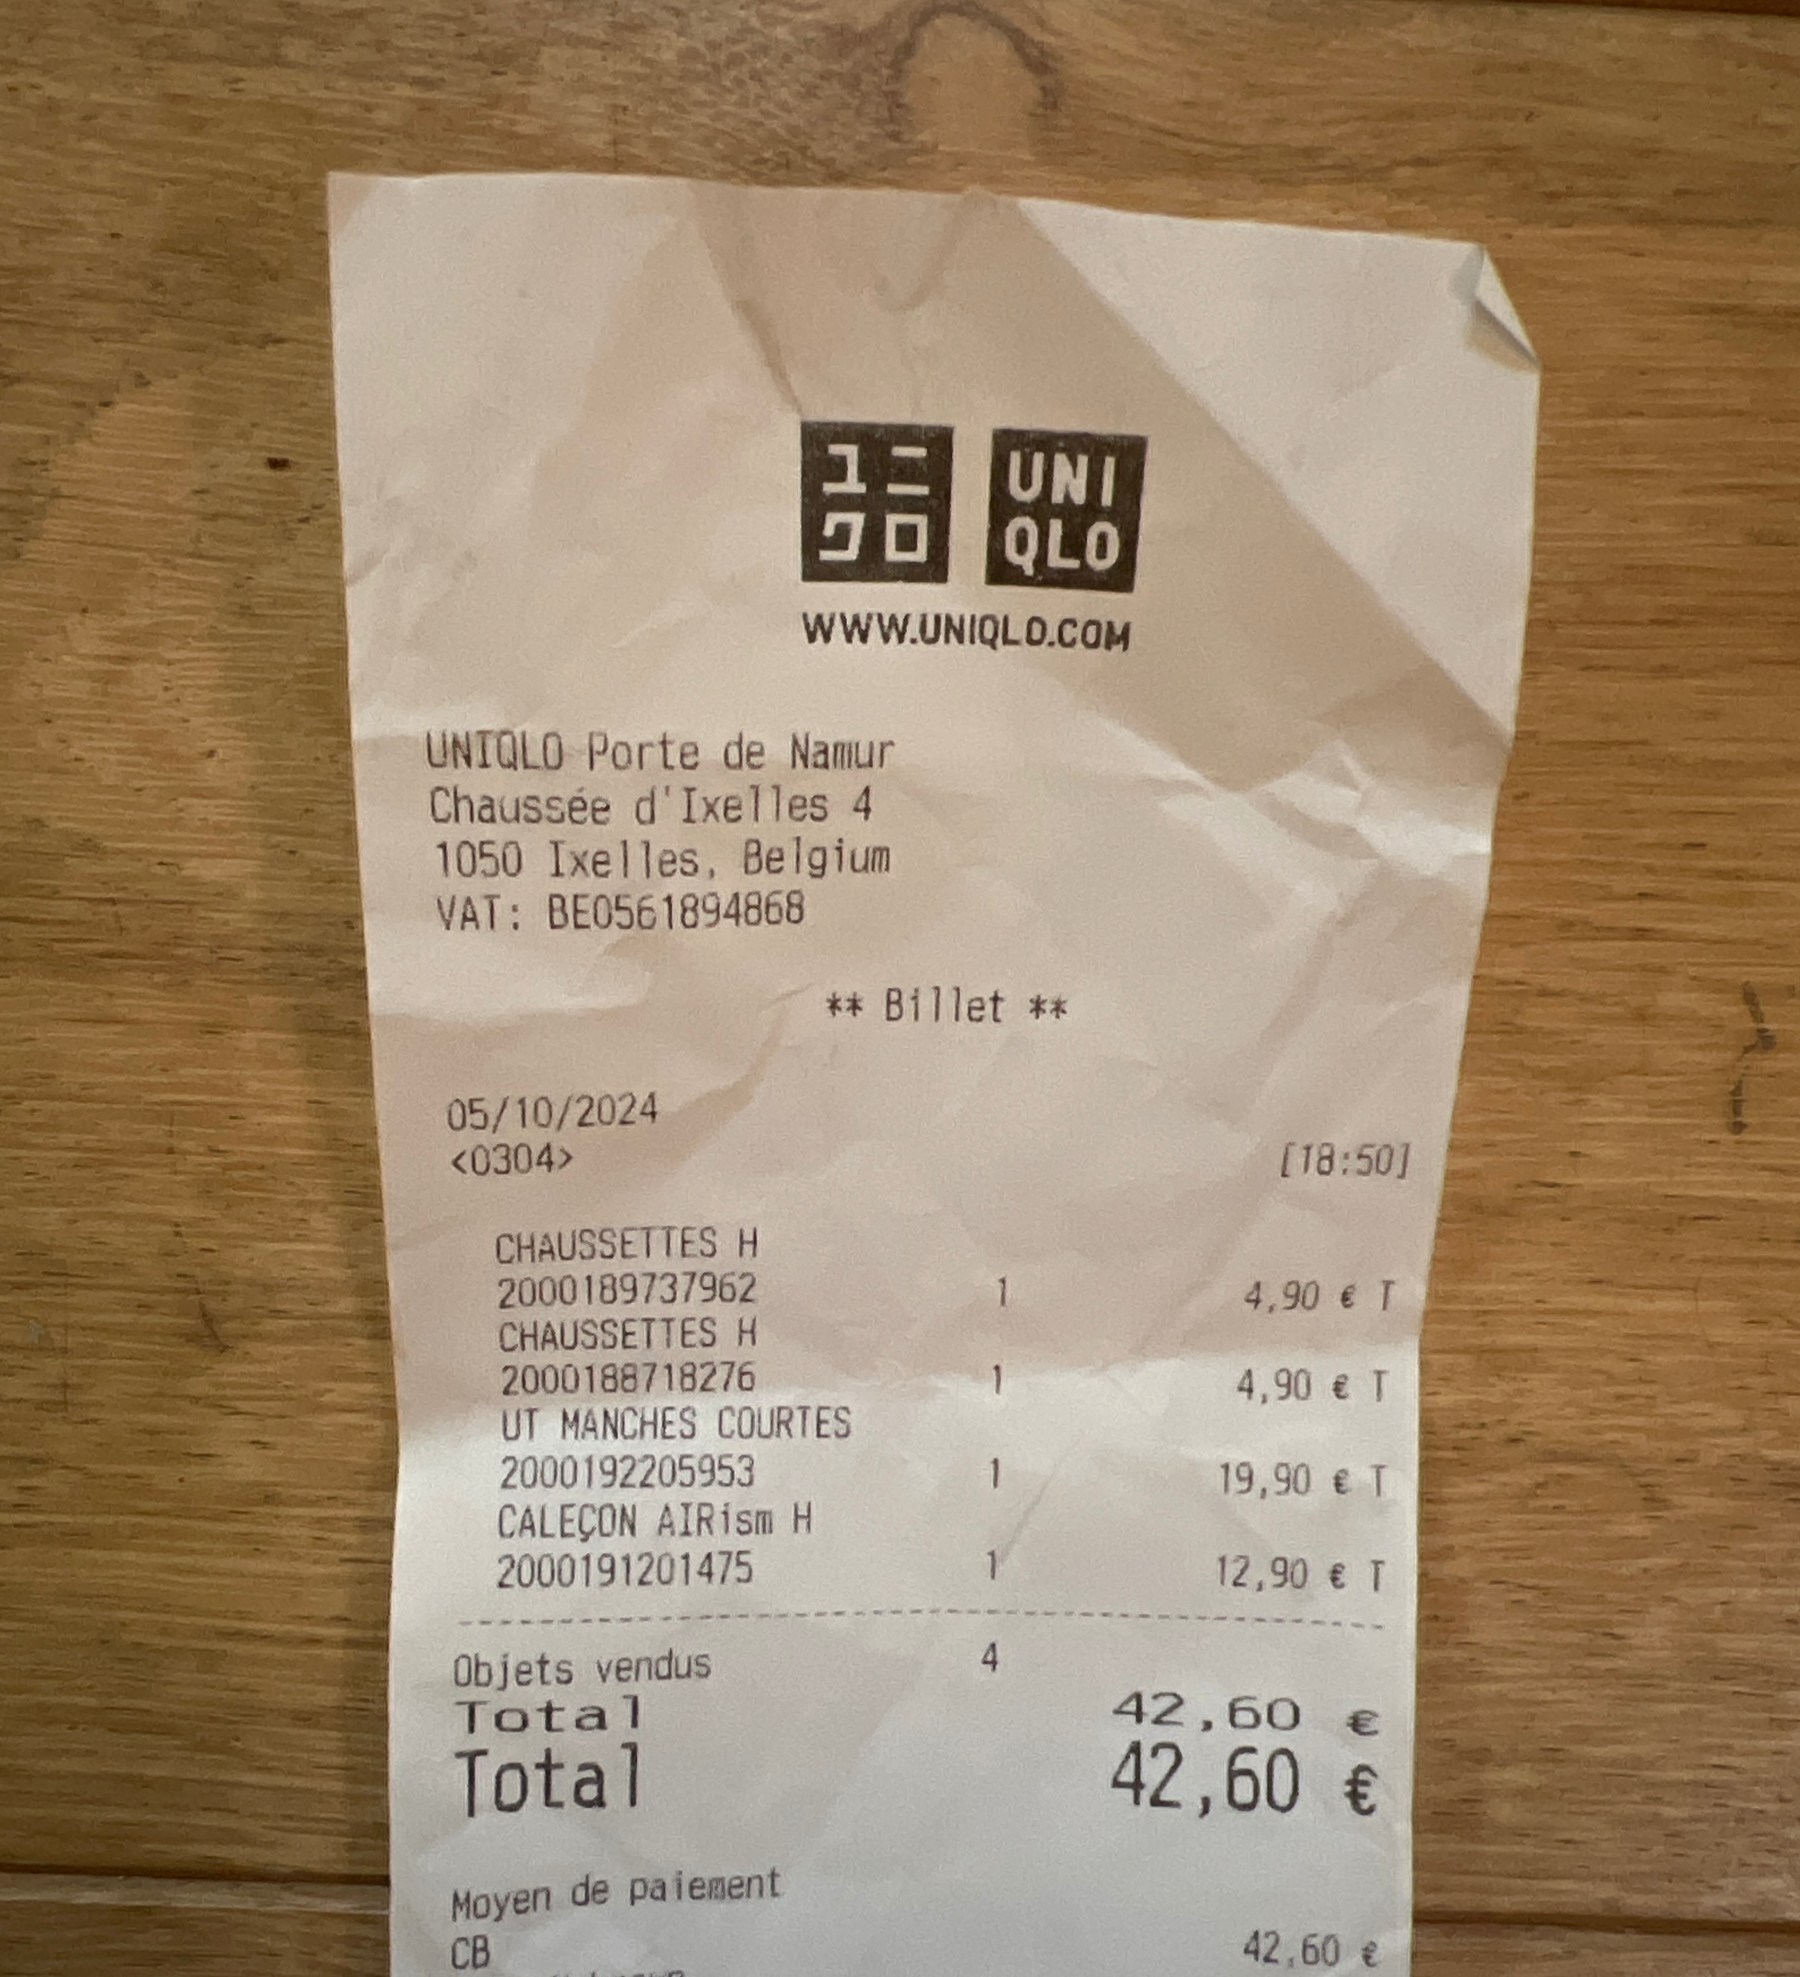 ユニ
クロ
UNI
QLO
WWW.UNIQLO.COM
UNIQLO Porte de Namur
Chaussée d'Ixelles 4
1050 Ixelles, Belgium
VAT: BE0561894868
** Billet **
05/10/2024
<0304> [18:50]
CHAUSSETTES H
2000189737962 1 4,90 € T
CHAUSSETTES H
2000188718276 1 4,90 € T
UT MANCHES COURTES
2000192205953 1 19,90 € T
CALEÇON AIRism H
2000191201475 1 12,90 € T
Objets vendus 4
Total 42,60 €
Total 42,60 €
Moyen de paiement
CB 42,60 €